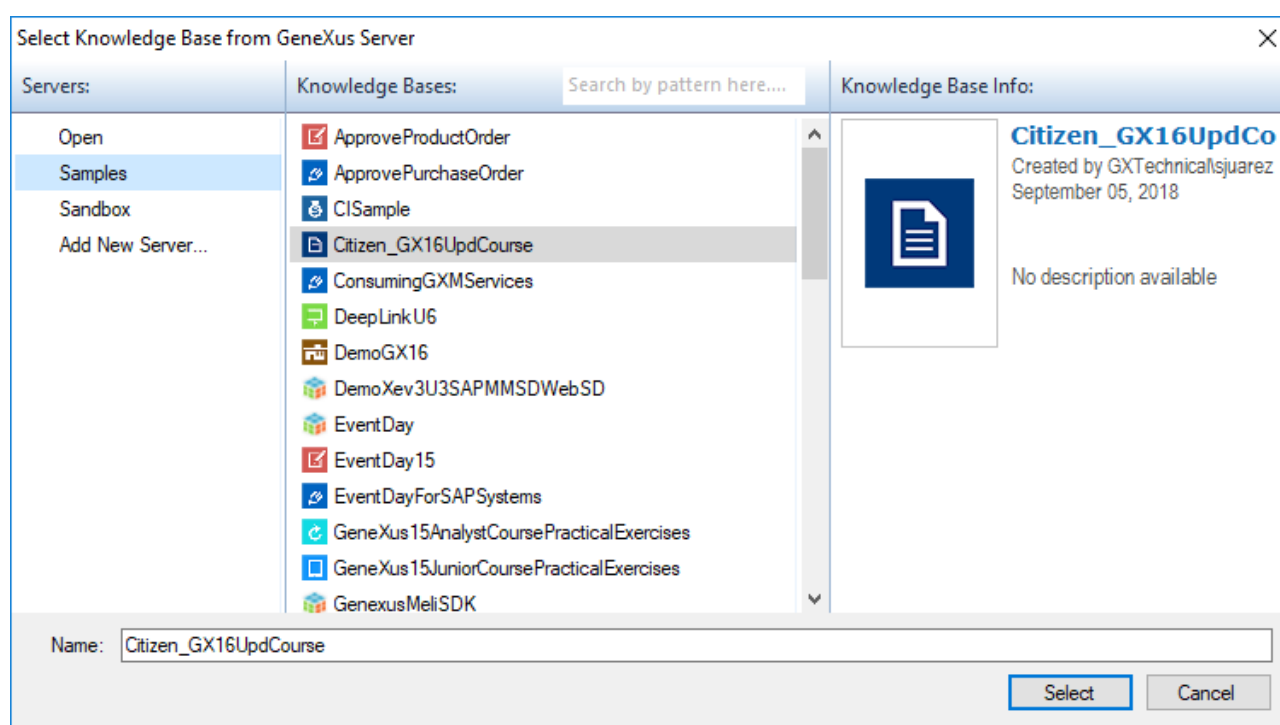 Select Knowledge Base from GeneXus Server
Servers:
Knowledge Bases:
Search by pattern here....
Knowledge Base Info:
Open
Samples
Sandbox
Add New Server...
ApproveProductOrder
ApprovePurchaseOrder
CISample
Citizen_GX16UpdCourse
ConsumingGXMServices
DeepLinkU6
DemoGX16
DemoXev3U3SAPMMSDWebSD
EventDay
EventDay15
EventDayForSAPSystems
GeneXus15AnalystCoursePracticalExercises
GeneXus15JuniorCoursePracticalExercises
GenexusMeliSDK
Citizen_GX16UpdCo
Created by GXTechnical\sjuarez
September 05, 2018
No description available
Name: Citizen_GX16UpdCourse
Select
Cancel